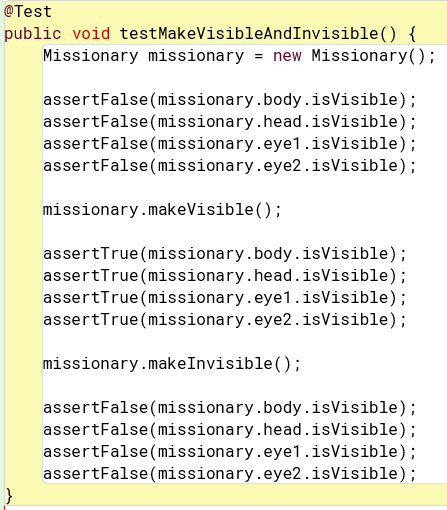 @Test
public void testMakeVisibleAndInvisible() {
Missionary missionary = new Missionary();
assertFalse(missionary.body.isVisible);
assertFalse(missionary.head.isVisible);
assertFalse(missionary.eye1.isVisible);
assertFalse(missionary.eye2.isVisible);
missionary.makeVisible();
assertTrue(missionary.body.isVisible);
assertTrue(missionary.head.isVisible);
assertTrue(missionary.eye1.isVisible);
assertTrue(missionary.eye2.isVisible);
missionary.makeInvisible();
assertFalse(missionary.body.isVisible);
assertFalse(missionary.head.isVisible);
assertFalse(missionary.eye1.isVisible);
assertFalse(missionary.eye2.isVisible);
}